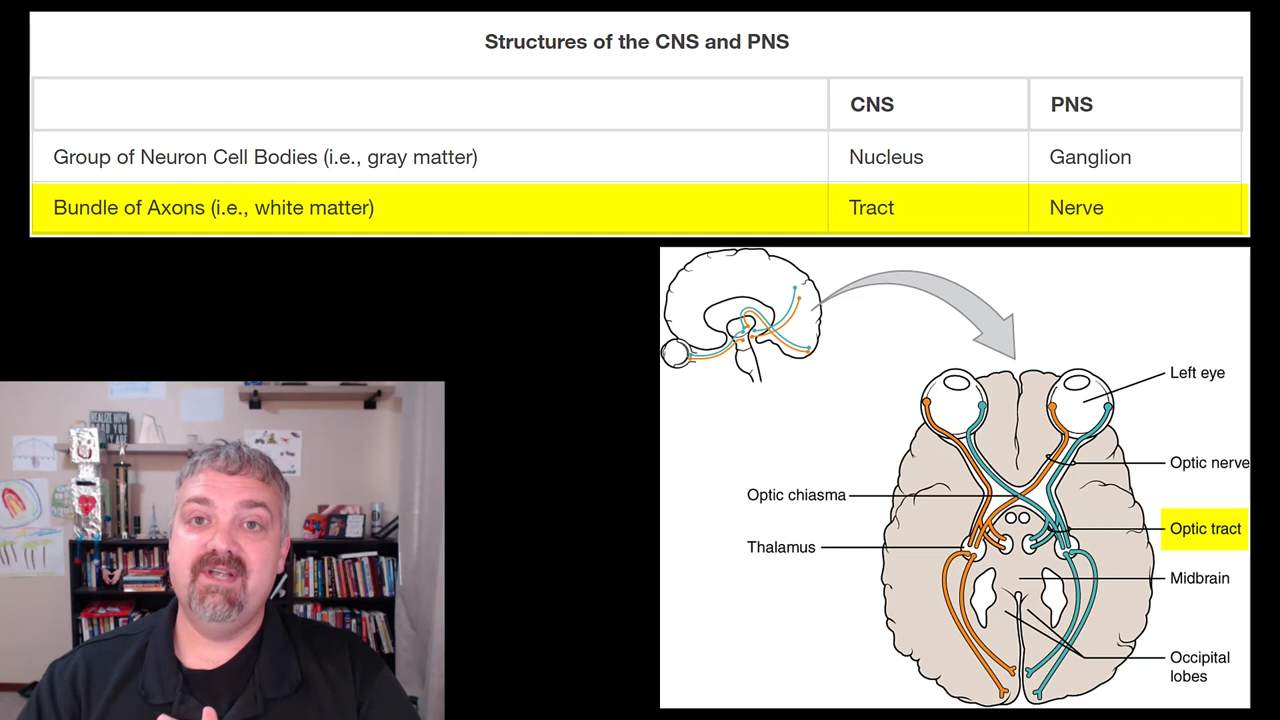 Structures of the CNS and PNS
CNS PNS
Group of Neuron Cell Bodies (i.e., gray matter) Nucleus Ganglion
Bundle of Axons (i.e., white matter) Tract Nerve
Left eye
Optic nerve
Optic chiasma
Optic tract
Thalamus
Midbrain
Occipital
lobes